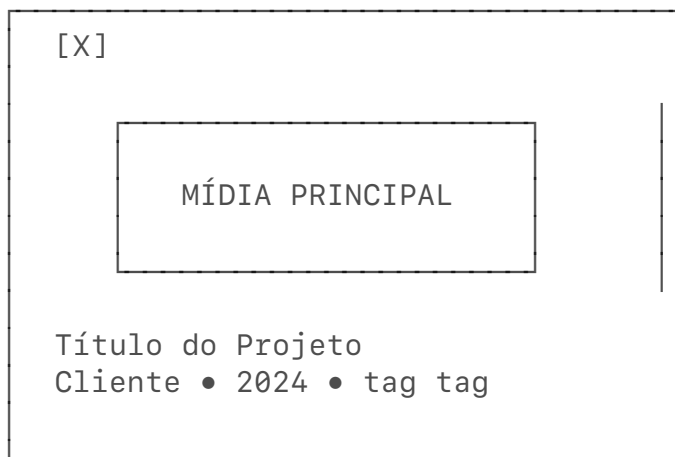 [X]
MÍDIA PRINCIPAL
Título do Projeto
Cliente ● 2024 ● tag tag